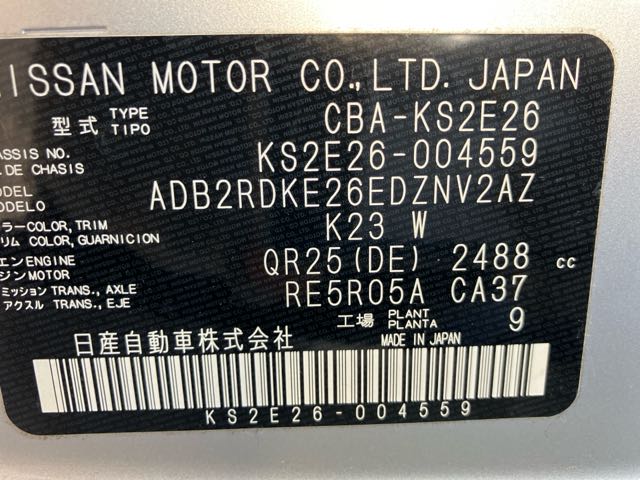 ISSAN MOTOR CO.,LTD. JAPAN
型式 TYPE TIPO CBA-KS2E26
ASSIS NO. . DE CHASIS KS2E26-004559
ODEL MODELO ADB2RDKE26EDZNV2AZ
ラーCOLOR, TRIM リム COLOR, GUARNICION K23 W
エンENGINE ジンMOTOR QR25(DE) 2488 cc
ミッション TRANS., AXLE アクスル TRANS., EJE RE5R05A CA37
工場 PLANT PLANTA 9
日産自動車株式会社 MADE IN JAPAN
KS2E26-004559